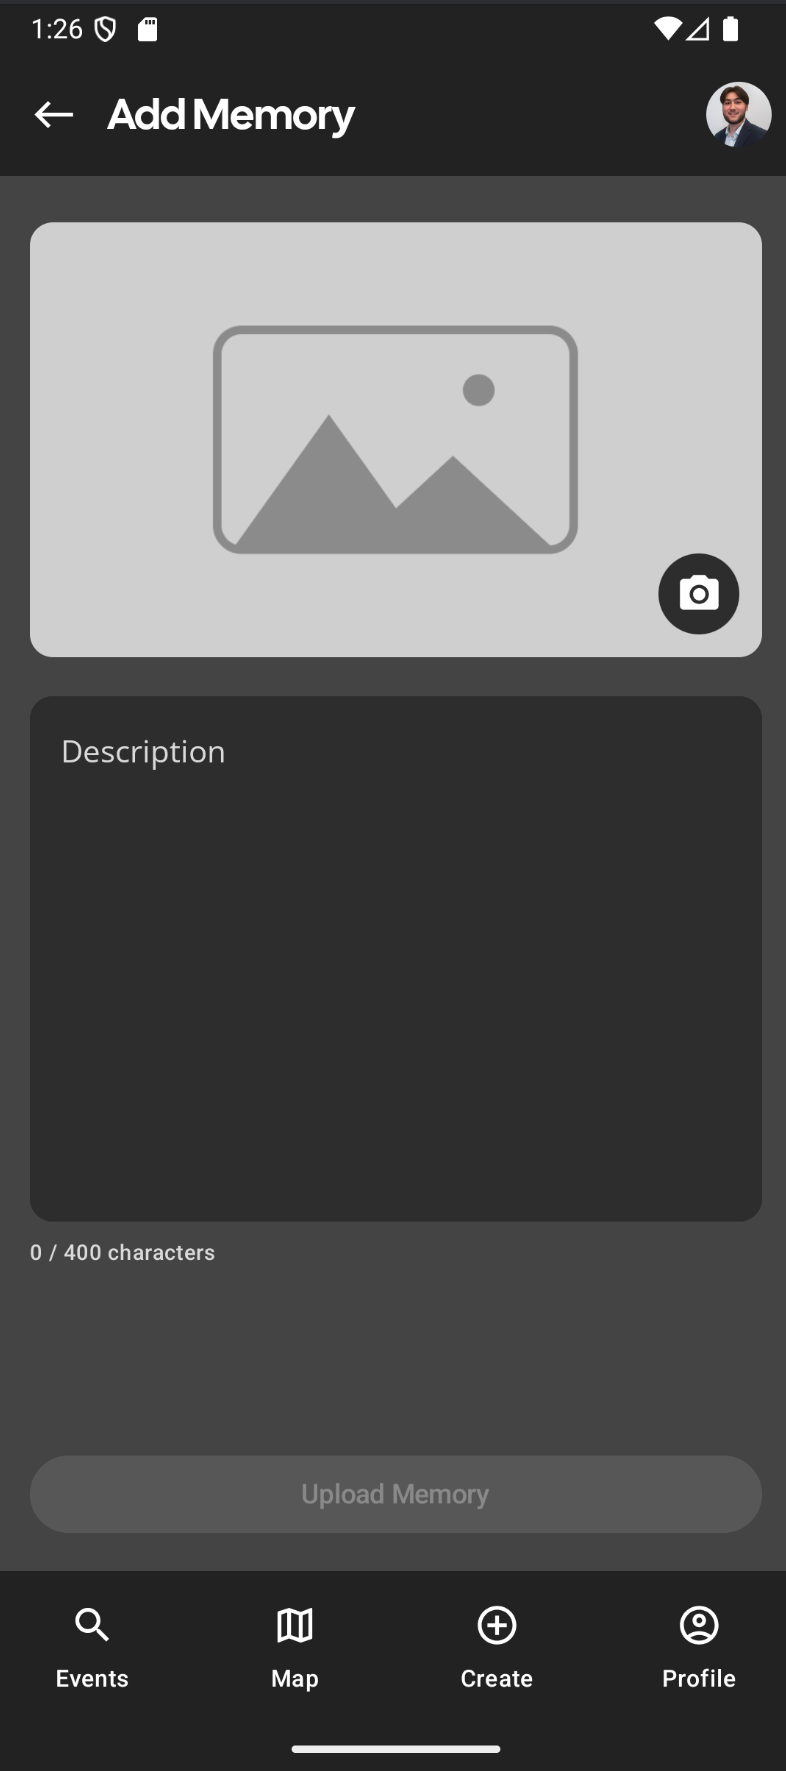 1:26
Add Memory
Description
0 / 400 characters
Upload Memory
Events Map Create Profile